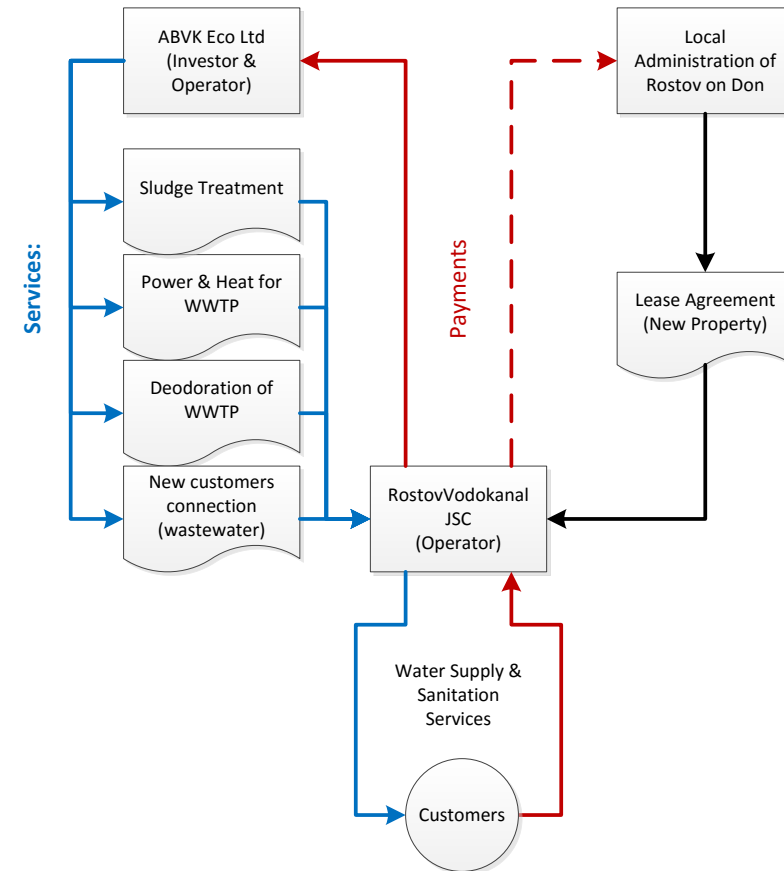 ABVK Eco Ltd
(Investor &
Operator)
Local
Administration of
Rostov on Don
Services:
Sludge Treatment
Power & Heat for
WWTP
Deodoration of
WWTP
New customers
connection
(wastewater)
Payments
Lease Agreement
(New Property)
RostovVodokanal
JSC
(Operator)
Water Supply &
Sanitation
Services
Customers